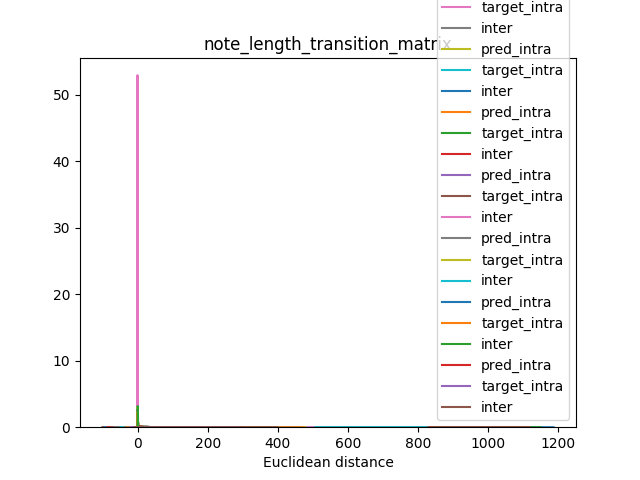 target_intra
inter
note_length_transition_matrix
pred_intra
target_intra
inter
pred_intra
target_intra
inter
pred_intra
target_intra
inter
pred_intra
target_intra
inter
pred_intra
target_intra
inter
pred_intra
target_intra
inter
50
40
30
20
10
0
0
200
400
600
800
1000
1200
Euclidean distance